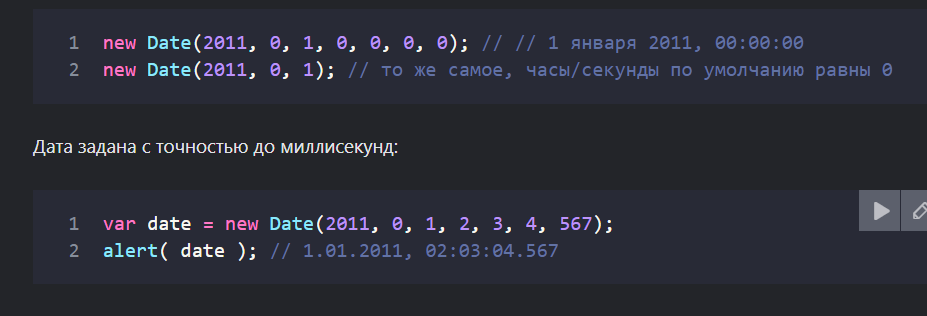 1 new Date(2011, 0, 1, 0, 0, 0, 0); // // 1 января 2011, 00:00:00
2 new Date(2011, 0, 1); // то же самое, часы/секунды по умолчанию равны 0
Дата задана с точностью до миллисекунд:
1 var date = new Date(2011, 0, 1, 2, 3, 4, 567);
2 alert( date ); // 1.01.2011, 02:03:04.567